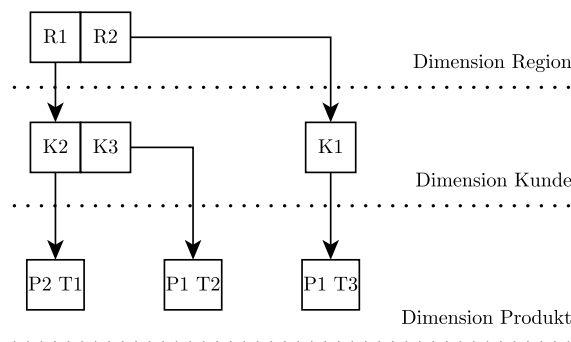 R1 R2
Dimension Region
K2 K3 K1
Dimension Kunde
P2 T1 P1 T2 P1 T3
Dimension Produkt